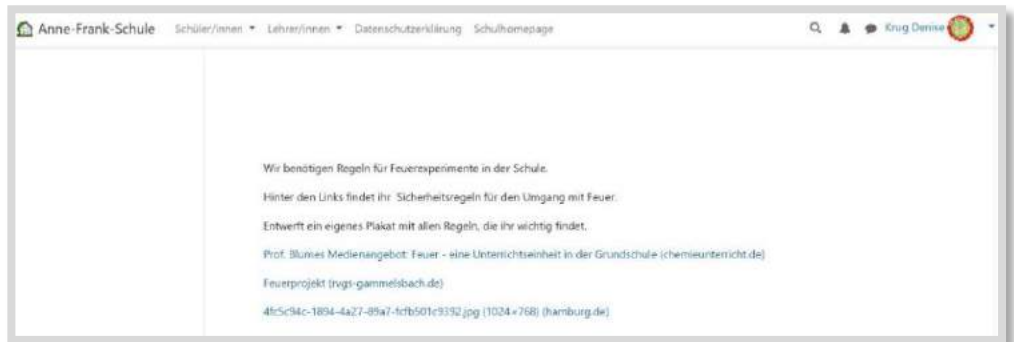 Anne-Frank-Schule Schüler/innen Lehrer/innen Datenschutzerklärung Schulhomepage Krug Denise
Wir benötigen Regeln für Feuerexperimente in der Schule.
Hinter den Links findet ihr Sicherheitsregeln für den Umgang mit Feuer.
Entwerft ein eigenes Plakat mit allen Regeln, die ihr wichtig findet.
Prof. Blumes Medienangebot: Feuer - eine Unterrichtseinheit in der Grundschule (chemieunterricht.de)
Feuerprojekt (rvgs-gammelsbach.de)
4fc5c94c-1894-4a27-89a7-fcfb501c9392.jpg (1024×768) (hamburg.de)